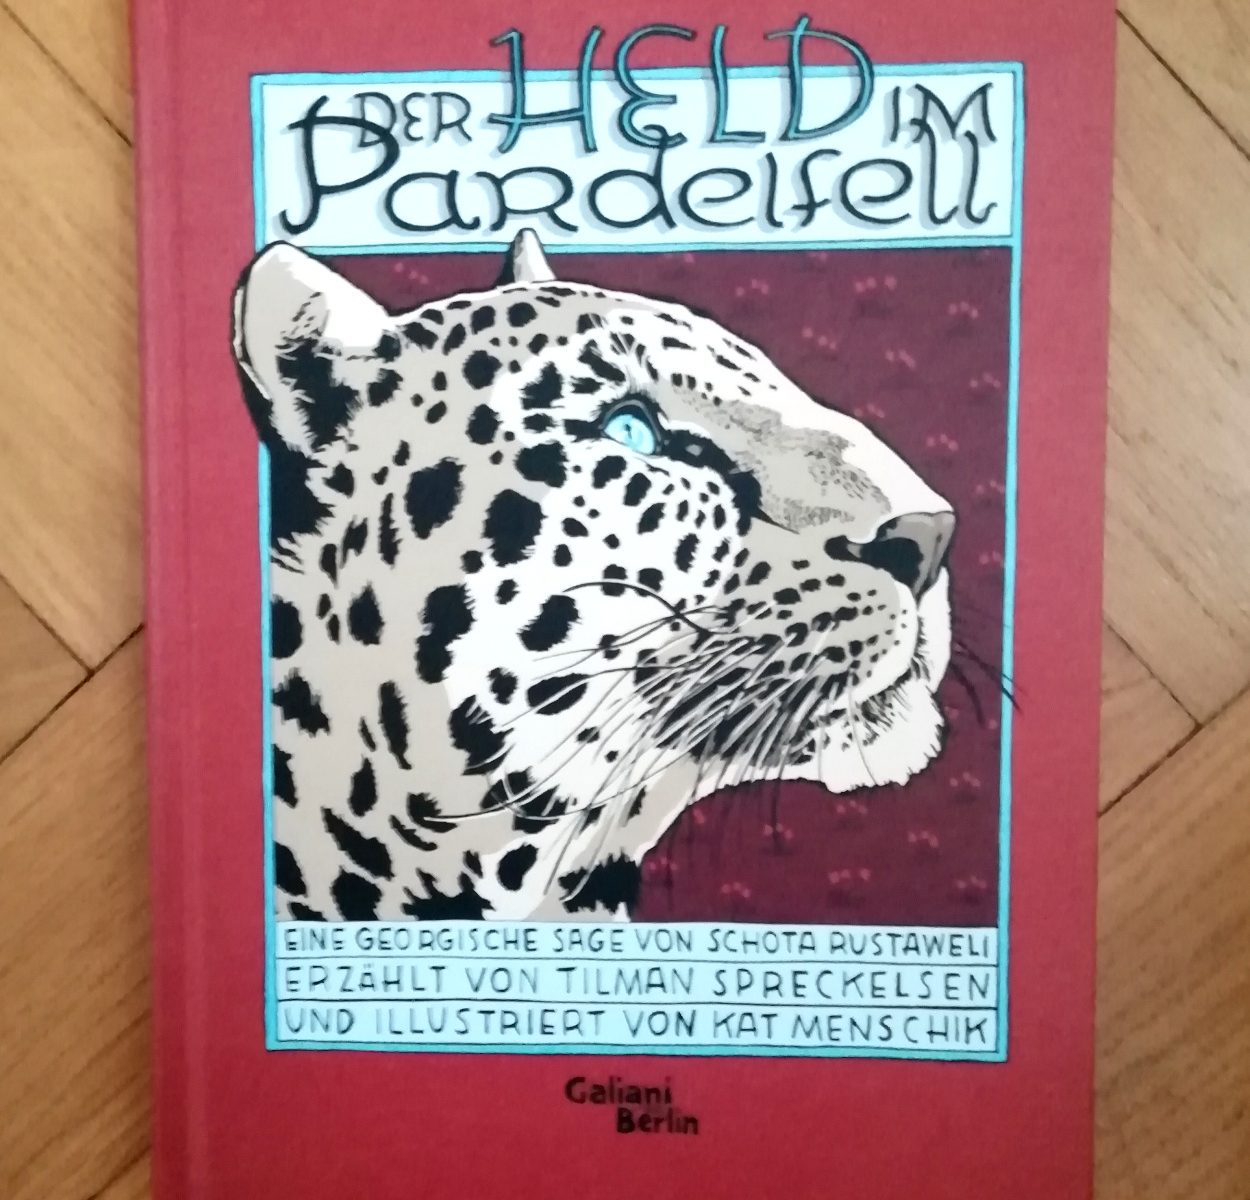 DER HELD IM
Pardelfell
EINE GEORGISCHE SAGE VON SCHOTA RUSTAWELI
ERZÄHLT VON TILMAN SPRECKELSEN
UND ILLUSTRIERT VON KAT MENSCHIK
Galiani
Berlin